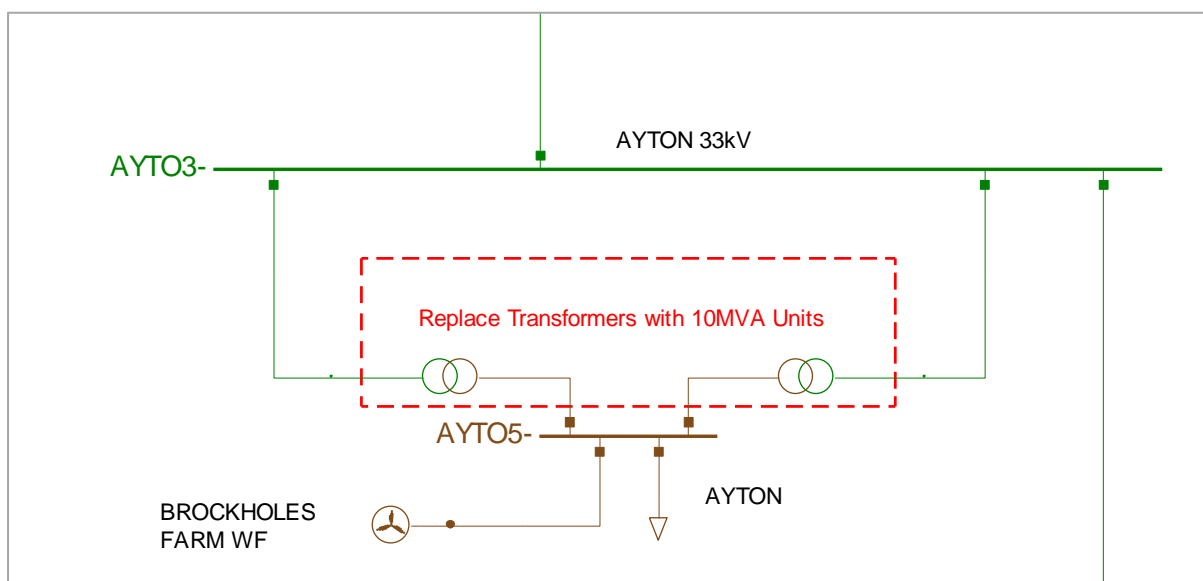 AYTON 33kV
AYTO3-
Replace Transformers with 10MVA Units
AYTO5-
AYTON
BROCKHOLES
FARM WF